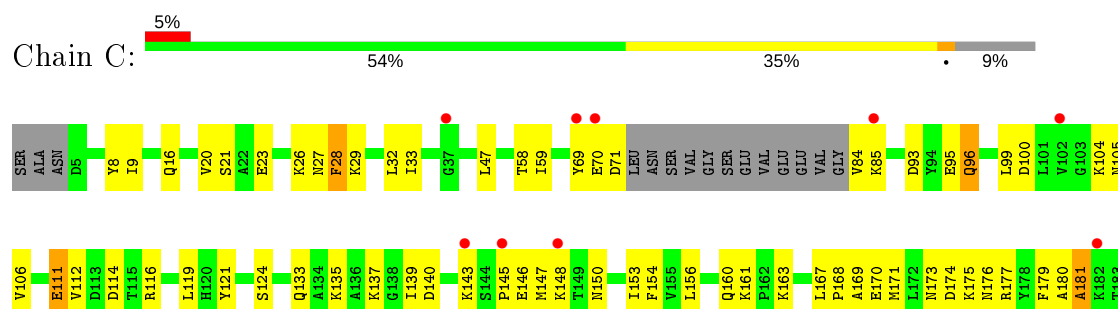 5%
Chain C:
54% 35% • 9%
SER ALA ASN D5 Y8 I9 Q16 V20 S21 A22 E23 K26 N27 F28 K29 L32 I33 G37 L47 T58 I59 Y69 E70 D71 LEU ASN SER VAL GLY SER GLU VAL GLU GLU VAL GLY V84 K85 D93 Y94 E95 Q96 L99 D100 L101 V102 G103 K104 N105
V106 E111 V112 D113 D114 T115 R116 L119 H120 Y121 S124 Q133 A134 K135 A136 K137 G138 I139 D140 K143 S144 P145 E146 M147 K148 T149 N150 I153 F154 V155 L156 Q160 K161 P162 K163 L167 P168 A169 E170 M171 L172 N173 D174 K175 N176 R177 Y178 F179 A180 A181 K182 T183